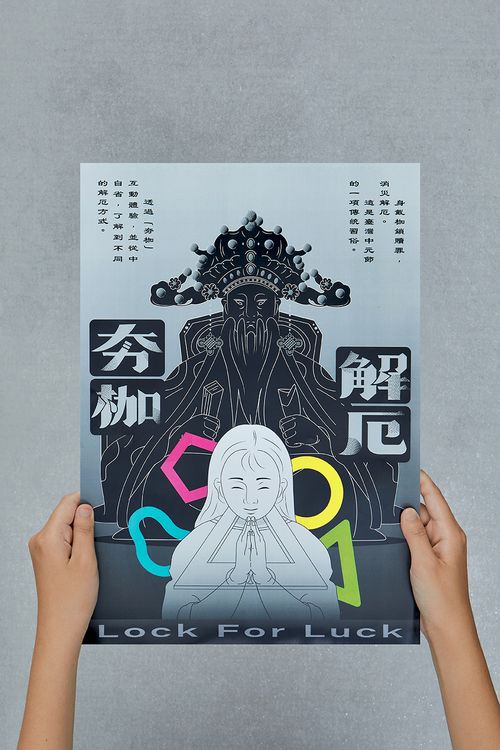 身戴枷鎖贖罪，
消災解厄。
這是臺灣中元節
的一項傳統習俗。
透過「夯枷」
互動體驗，並從中
自省，了解到不同
的解厄方式。
夯枷
解厄
Lock For Luck